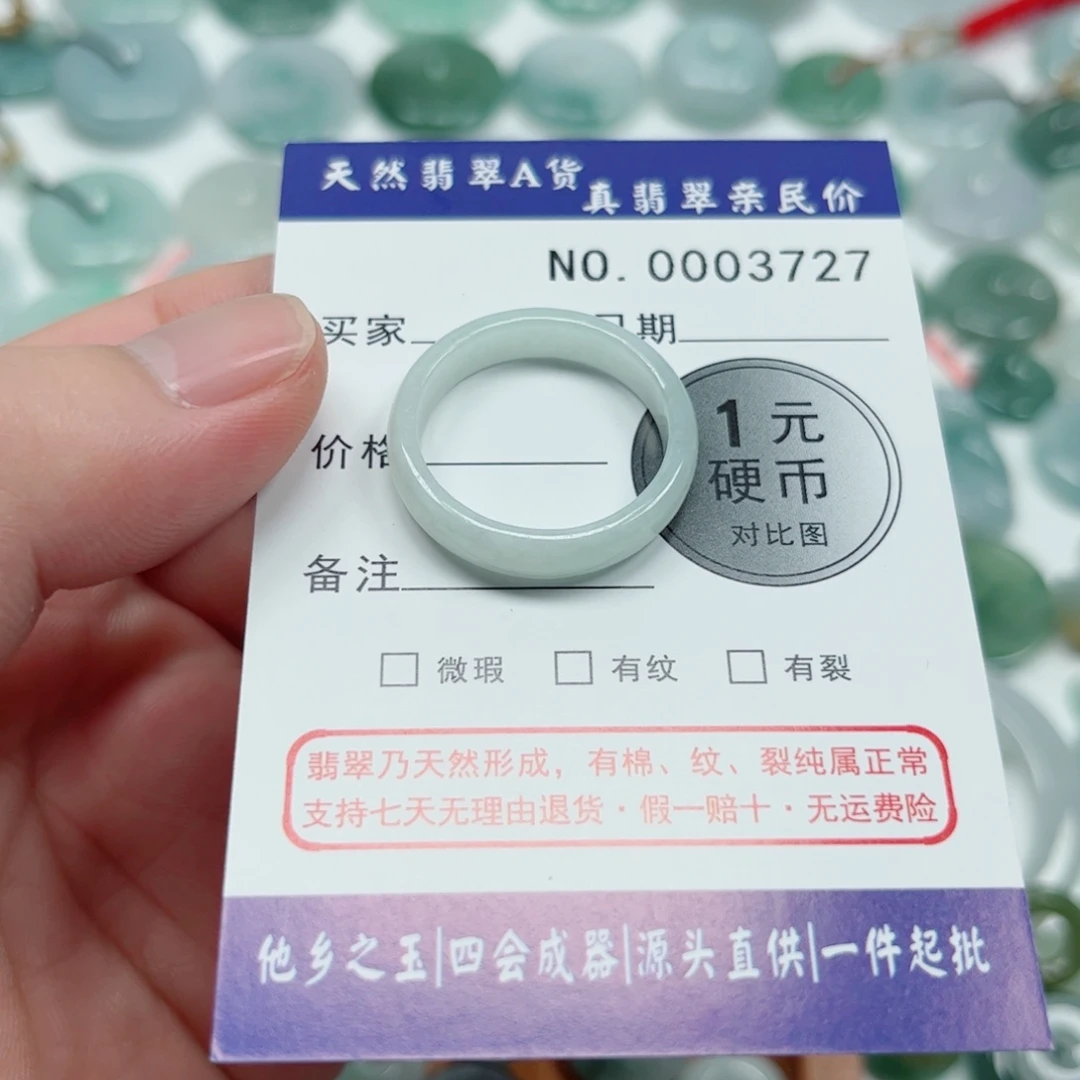 天然翡翠A货
真翡翠亲民价
NO. 0003727
买家
日期
1元
硬币
对比图
价格
备注
微瑕 有纹 有裂
翡翠乃天然形成，有棉、纹、裂纯属正常
支持七天无理由退货·假一赔十·无运费险
他乡之玉|四会成器|源头直供|一件起批